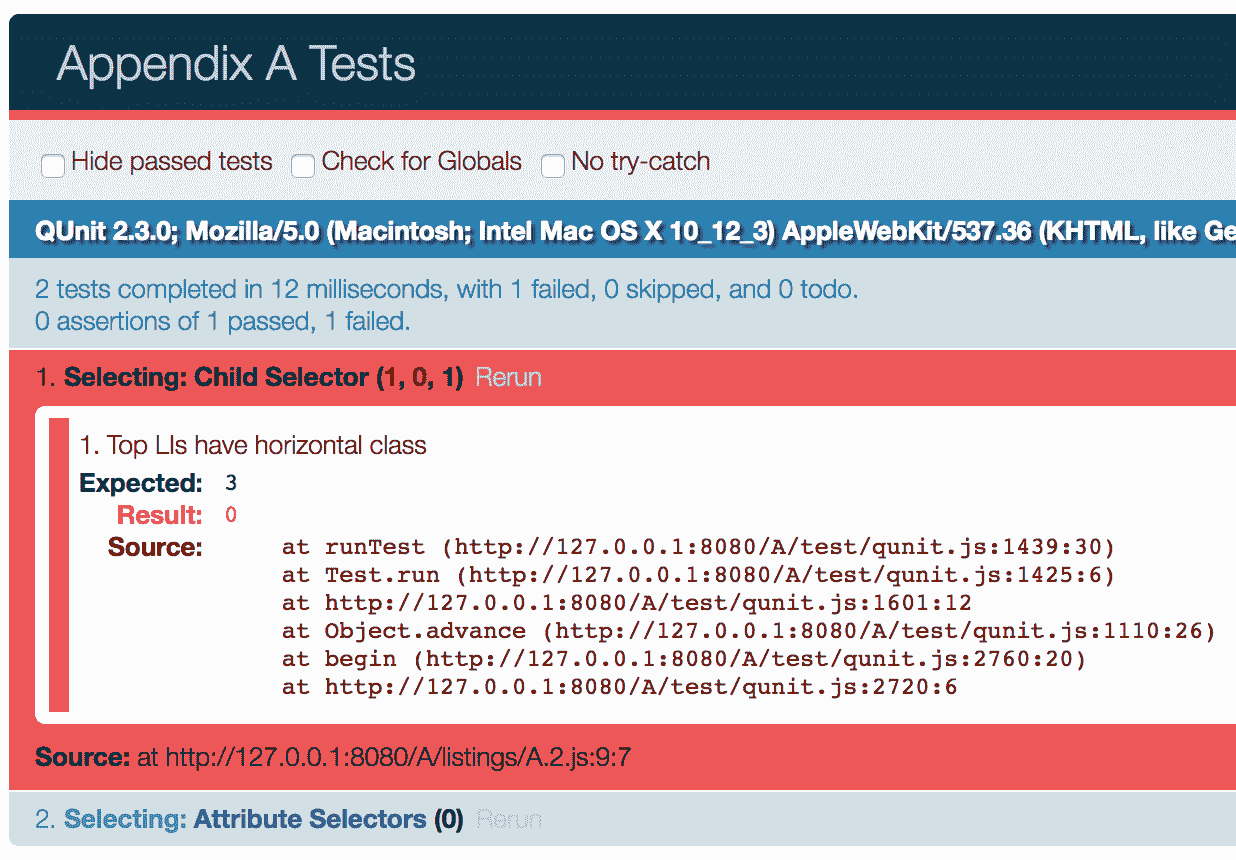 Appendix A Tests
Hide passed tests Check for Globals No try-catch
QUnit 2.3.0; Mozilla/5.0 (Macintosh; Intel Mac OS X 10_12_3) AppleWebKit/537.36 (KHTML, like Ge
2 tests completed in 12 milliseconds, with 1 failed, 0 skipped, and 0 todo.
0 assertions of 1 passed, 1 failed.
1. Selecting: Child Selector (1, 0, 1) Rerun
1. Top LIs have horizontal class
Expected: 3
Result: 0
Source: at runTest (http://127.0.0.1:8080/A/test/qunit.js:1439:30)
at Test.run (http://127.0.0.1:8080/A/test/qunit.js:1425:6)
at http://127.0.0.1:8080/A/test/qunit.js:1601:12
at Object.advance (http://127.0.0.1:8080/A/test/qunit.js:1110:26)
at begin (http://127.0.0.1:8080/A/test/qunit.js:2760:20)
at http://127.0.0.1:8080/A/test/qunit.js:2720:6
Source: at http://127.0.0.1:8080/A/listings/A.2.js:9:7
2. Selecting: Attribute Selectors (0) Rerun